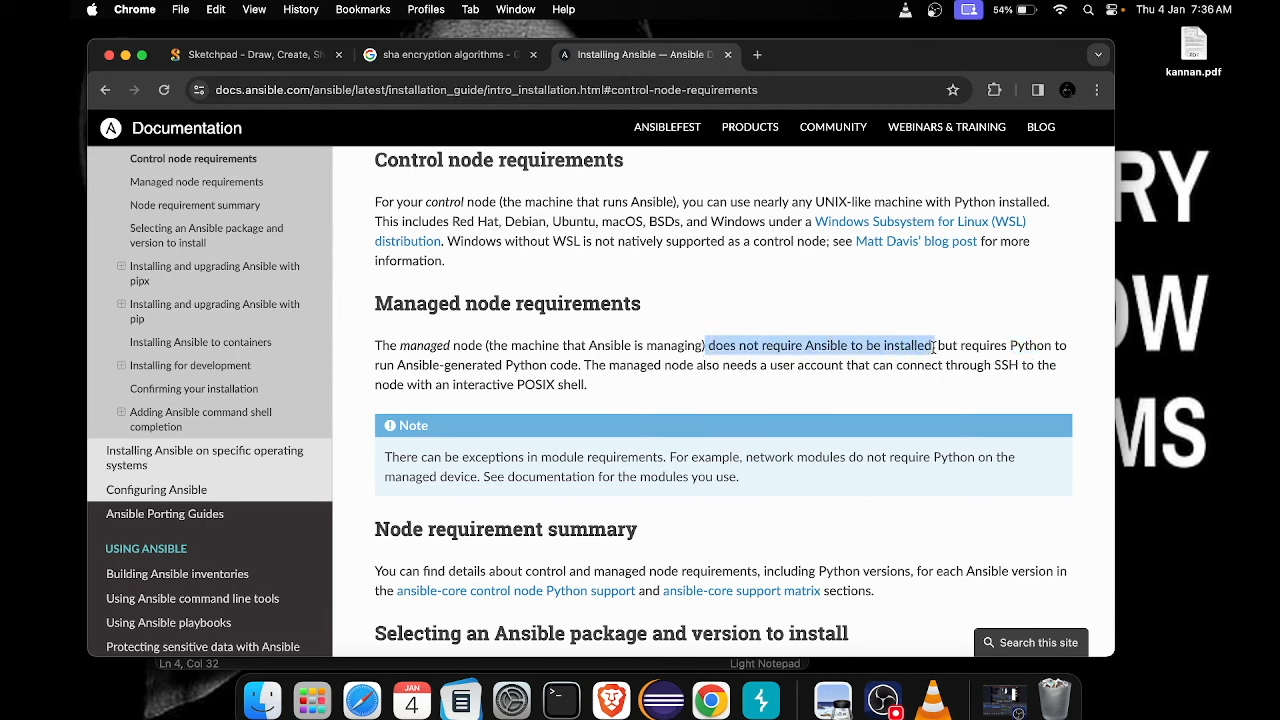 Chrome File Edit View History Bookmarks Profiles Tab Window Help 54% Thu 4 Jan 7:36 AM
Sketchpad - Draw, Create, Sh
sha encryption algorithms - G
Installing Ansible — Ansible D
kannan.pdf
docs.ansible.com/ansible/latest/installation_guide/intro_installation.html#control-node-requirements
Documentation
ANSIBLEFEST PRODUCTS COMMUNITY WEBINARS & TRAINING BLOG
Control node requirements
Managed node requirements
Node requirement summary
Selecting an Ansible package and
version to install
Installing and upgrading Ansible with
pipx
Installing and upgrading Ansible with
pip
Installing Ansible to containers
Installing for development
Confirming your installation
Adding Ansible command shell
completion
Installing Ansible on specific operating
systems
Configuring Ansible
Ansible Porting Guides
USING ANSIBLE
Building Ansible inventories
Using Ansible command line tools
Using Ansible playbooks
Protecting sensitive data with Ansible
Control node requirements
For your control node (the machine that runs Ansible), you can use nearly any UNIX-like machine with Python installed.
This includes Red Hat, Debian, Ubuntu, macOS, BSDs, and Windows under a Windows Subsystem for Linux (WSL)
distribution. Windows without WSL is not natively supported as a control node; see Matt Davis' blog post for more
information.
Managed node requirements
The managed node (the machine that Ansible is managing) does not require Ansible to be installed, but requires Python to
run Ansible-generated Python code. The managed node also needs a user account that can connect through SSH to the
node with an interactive POSIX shell.
Note
There can be exceptions in module requirements. For example, network modules do not require Python on the
managed device. See documentation for the modules you use.
Node requirement summary
You can find details about control and managed node requirements, including Python versions, for each Ansible version in
the ansible-core control node Python support and ansible-core support matrix sections.
Selecting an Ansible package and version to install
Search this site
RY
OW
MS
Ln 4, Col 32
Light Notepad
JAN
4